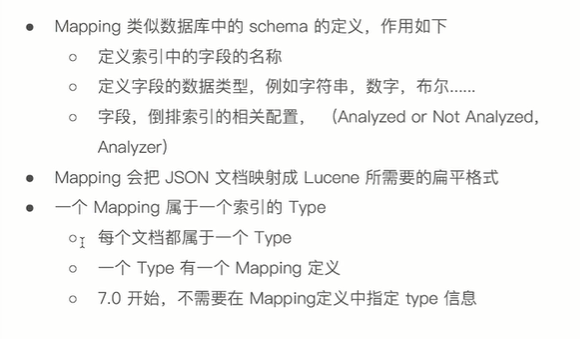 ● Mapping 类似数据库中的 schema 的定义，作用如下
○ 定义索引中的字段的名称
○ 定义字段的数据类型，例如字符串，数字，布尔……
○ 字段，倒排索引的相关配置，（Analyzed or Not Analyzed，
Analyzer）
● Mapping 会把 JSON 文档映射成 Lucene 所需要的扁平格式
● 一个 Mapping 属于一个索引的 Type
○ 每个文档都属于一个 Type
○ 一个 Type 有一个 Mapping 定义
○ 7.0 开始，不需要在 Mapping定义中指定 type 信息